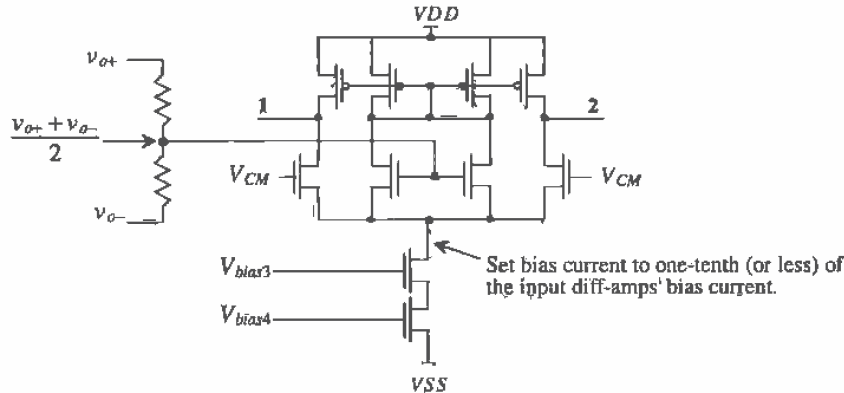 VDD
v_{o+}
1
2
\frac{v_{o+} + v_{o-}}{2}
V_{CM}
V_{CM}
v_{o-}
V_{bias3}
Set bias current to one-tenth (or less) of
the input diff-amps' bias current.
V_{bias4}
VSS